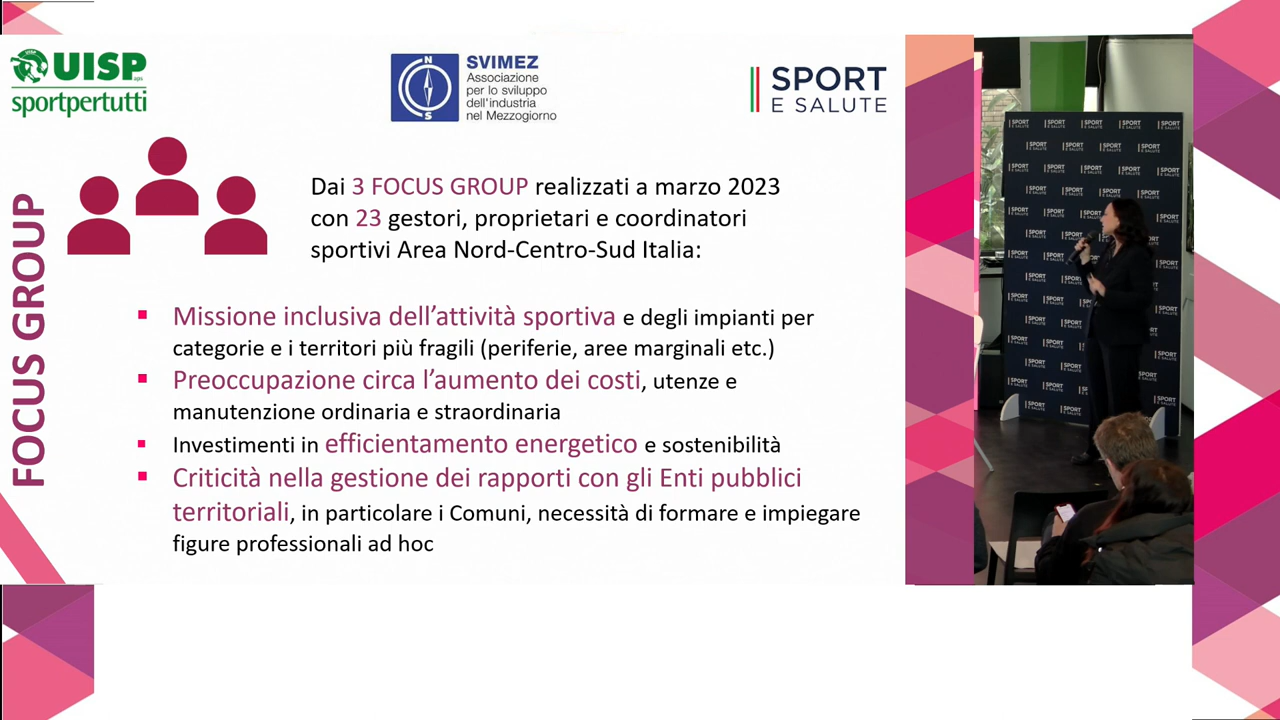 UISP
aps
sportpertutti
SVIMEZ
Associazione
per lo sviluppo
dell'industria
nel Mezzogiorno
N
S
SPORT
E SALUTE
FOCUS GROUP
Dai 3 FOCUS GROUP realizzati a marzo 2023
con 23 gestori, proprietari e coordinatori
sportivi Area Nord-Centro-Sud Italia:
▪ Missione inclusiva dell’attività sportiva e degli impianti per
categorie e i territori più fragili (periferie, aree marginali etc.)
▪ Preoccupazione circa l’aumento dei costi, utenze e
manutenzione ordinaria e straordinaria
▪ Investimenti in efficientamento energetico e sostenibilità
▪ Criticità nella gestione dei rapporti con gli Enti pubblici
territoriali, in particolare i Comuni, necessità di formare e impiegare
figure professionali ad hoc
SPORT
E SALUTE